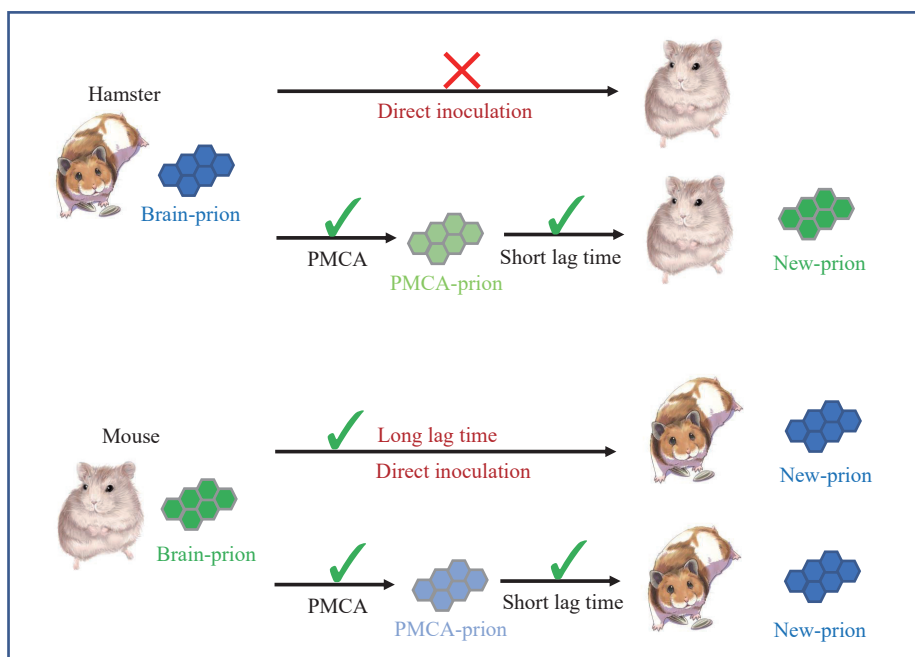 Hamster
Direct inoculation
Brain-prion
PMCA
PMCA-prion
Short lag time
New-prion
Mouse
Long lag time
Direct inoculation
New-prion
Brain-prion
PMCA
PMCA-prion
Short lag time
New-prion